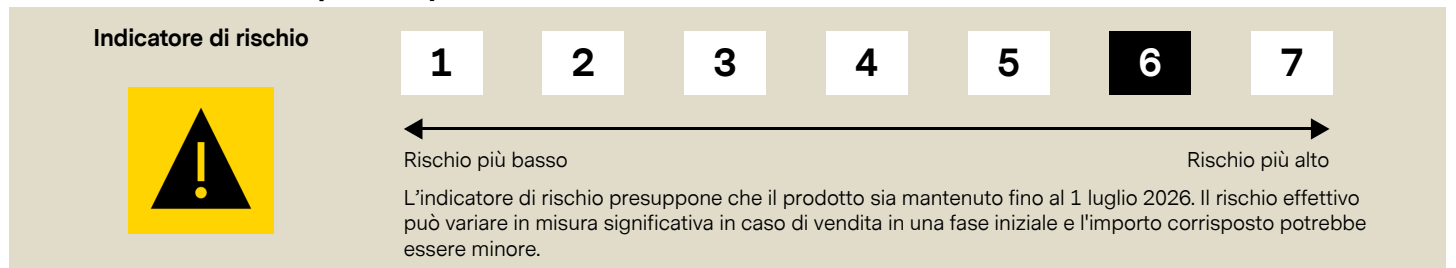 Indicatore di rischio
1 2 3 4 5 6 7
Rischio più basso Rischio più alto
L'indicatore di rischio presuppone che il prodotto sia mantenuto fino al 1 luglio 2026. Il rischio effettivo
può variare in misura significativa in caso di vendita in una fase iniziale e l'importo corrisposto potrebbe
essere minore.